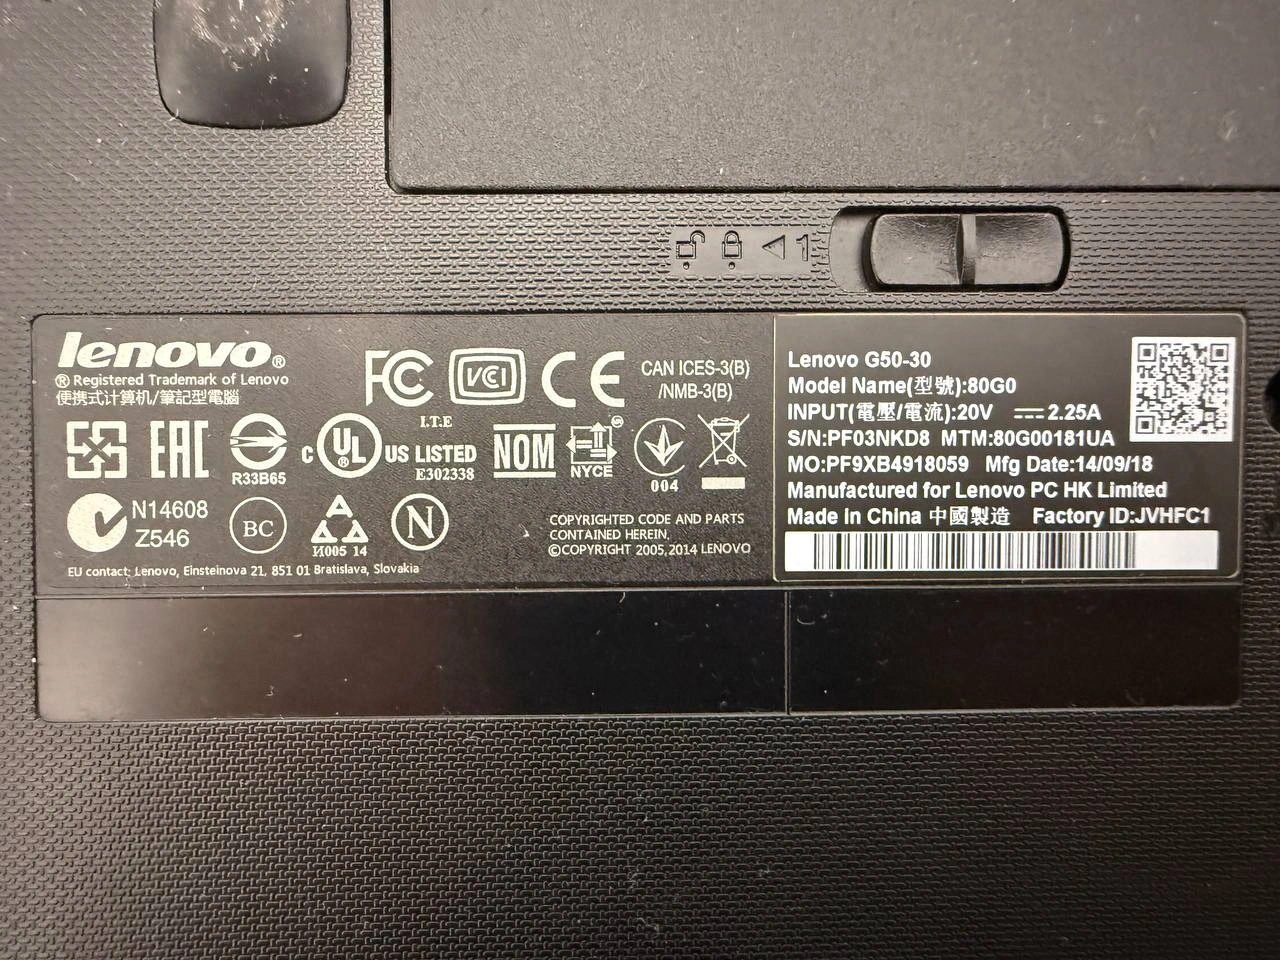 1
lenovo®
® Registered Trademark of Lenovo
便携式计算机/筆記型電腦
FC
VCI
CE
CAN ICES-3(B)
/NMB-3(B)
I.T.E
EAC
R33B65
c UL® US LISTED
E302338
NOM
NYCE
004
N14608
Z546
BC
И005 14
N
COPYRIGHTED CODE AND PARTS
CONTAINED HEREIN.
©COPYRIGHT 2005,2014 LENOVO
EU contact: Lenovo, Einsteinova 21, 851 01 Bratislava, Slovakia
Lenovo G50-30
Model Name(型號):80G0
INPUT(電壓/電流):20V ⎓2.25A
S/N:PF03NKD8 MTM:80G00181UA
MO:PF9XB4918059 Mfg Date:14/09/18
Manufactured for Lenovo PC HK Limited
Made in China 中國製造 Factory ID:JVHFC1